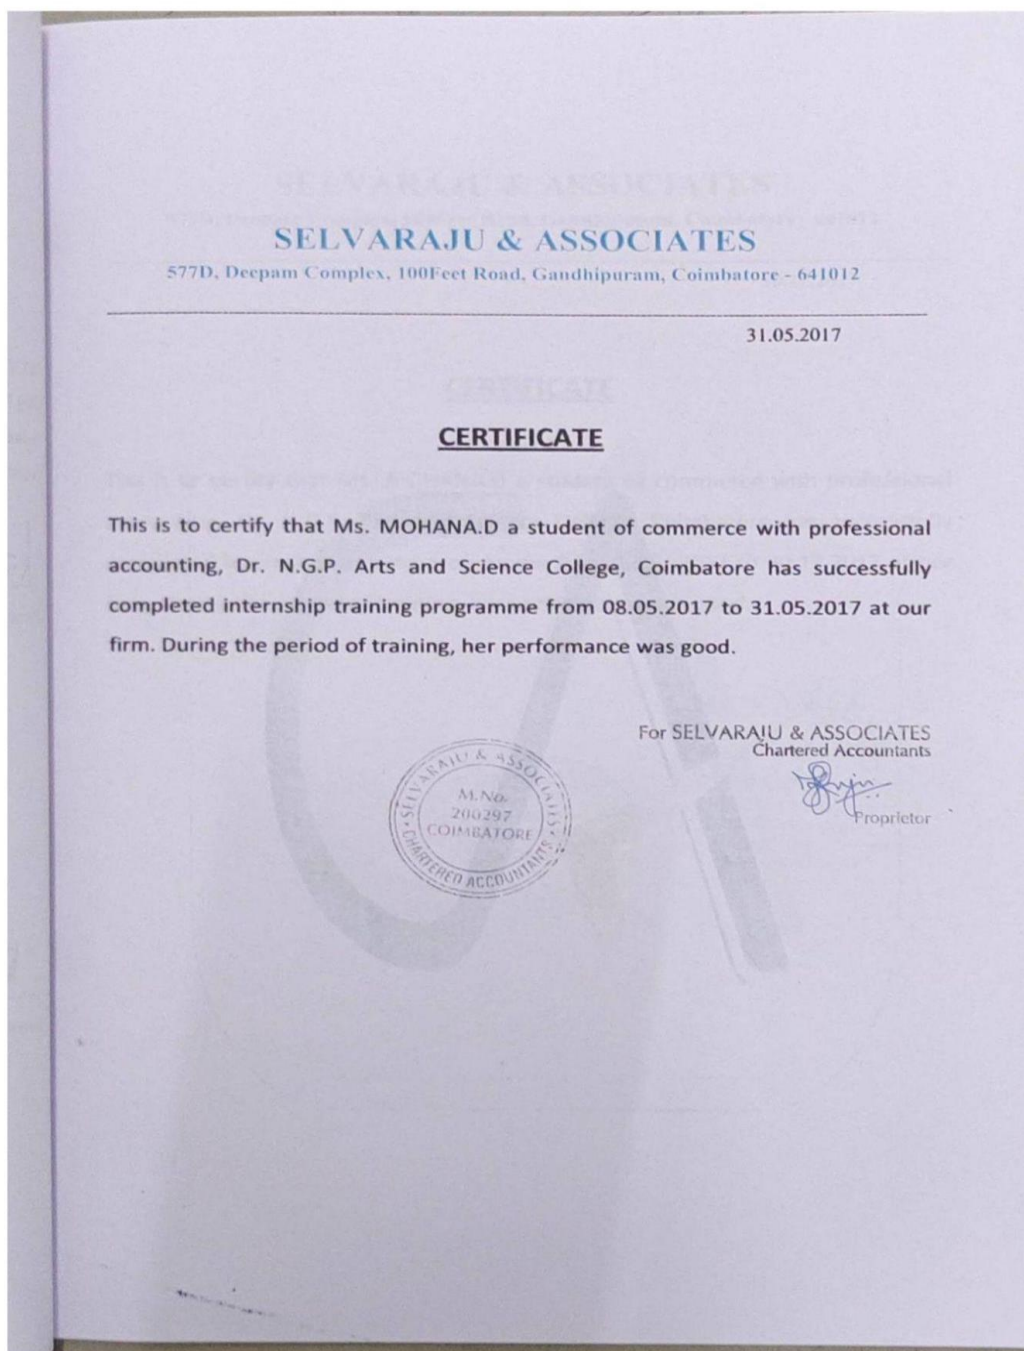 SELVARAJU & ASSOCIATES
577D, Deepam Complex, 100Feet Road, Gandhipuram, Coimbatore - 641012
31.05.2017
CERTIFICATE
This is to certify that Ms. MOHANA.D a student of commerce with professional
accounting, Dr. N.G.P. Arts and Science College, Coimbatore has successfully
completed internship training programme from 08.05.2017 to 31.05.2017 at our
firm. During the period of training, her performance was good.
For SELVARAJU & ASSOCIATES
Chartered Accountants
Proprietor
SELVARAJU & ASSOCIATES
M.No.
200297
COIMBATORE
CHARTERED ACCOUNTANTS